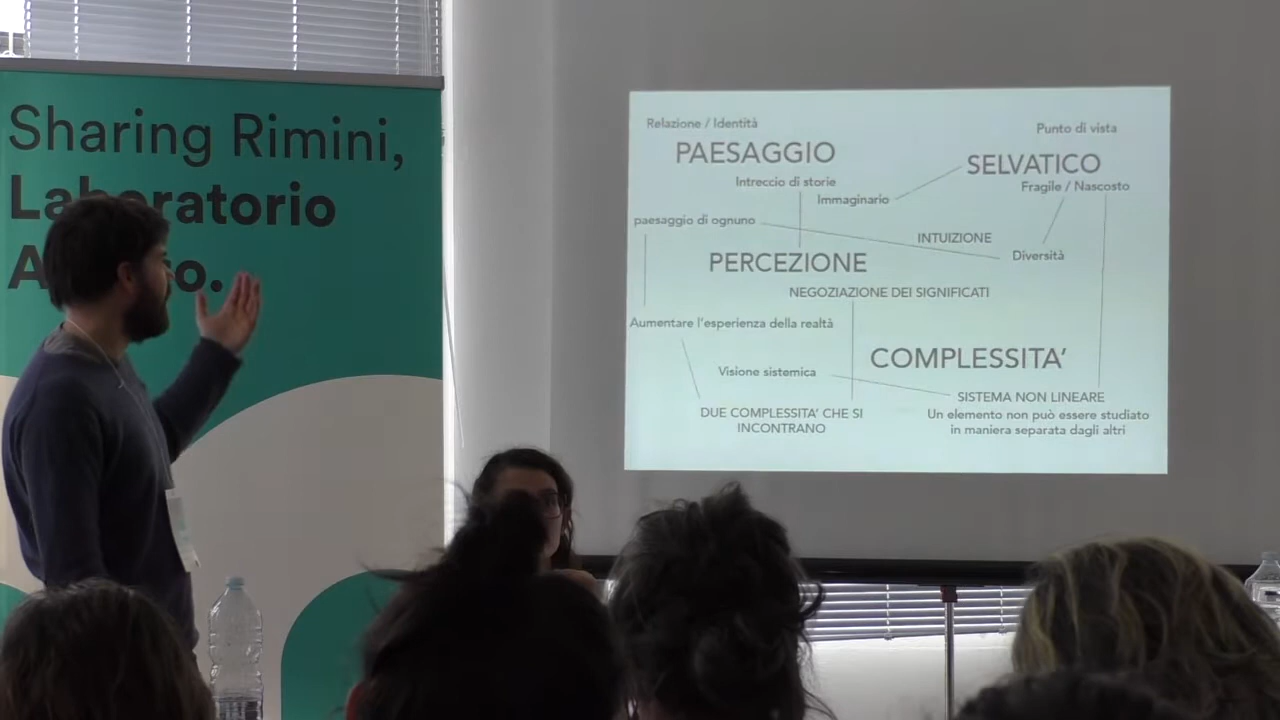 Sharing Rimini,
Laboratorio
Relazione / Identità
PAESAGGIO
Intreccio di storie
Immaginario
paesaggio di ognuno
Punto di vista
SELVATICO
Fragile / Nascosto
INTUIZIONE
Diversità
PERCEZIONE
NEGOZIAZIONE DEI SIGNIFICATI
Aumentare l'esperienza della realtà
COMPLESSITA'
Visione sistemica
SISTEMA NON LINEARE
Un elemento non può essere studiato
in maniera separata dagli altri
DUE COMPLESSITA' CHE SI
INCONTRANO